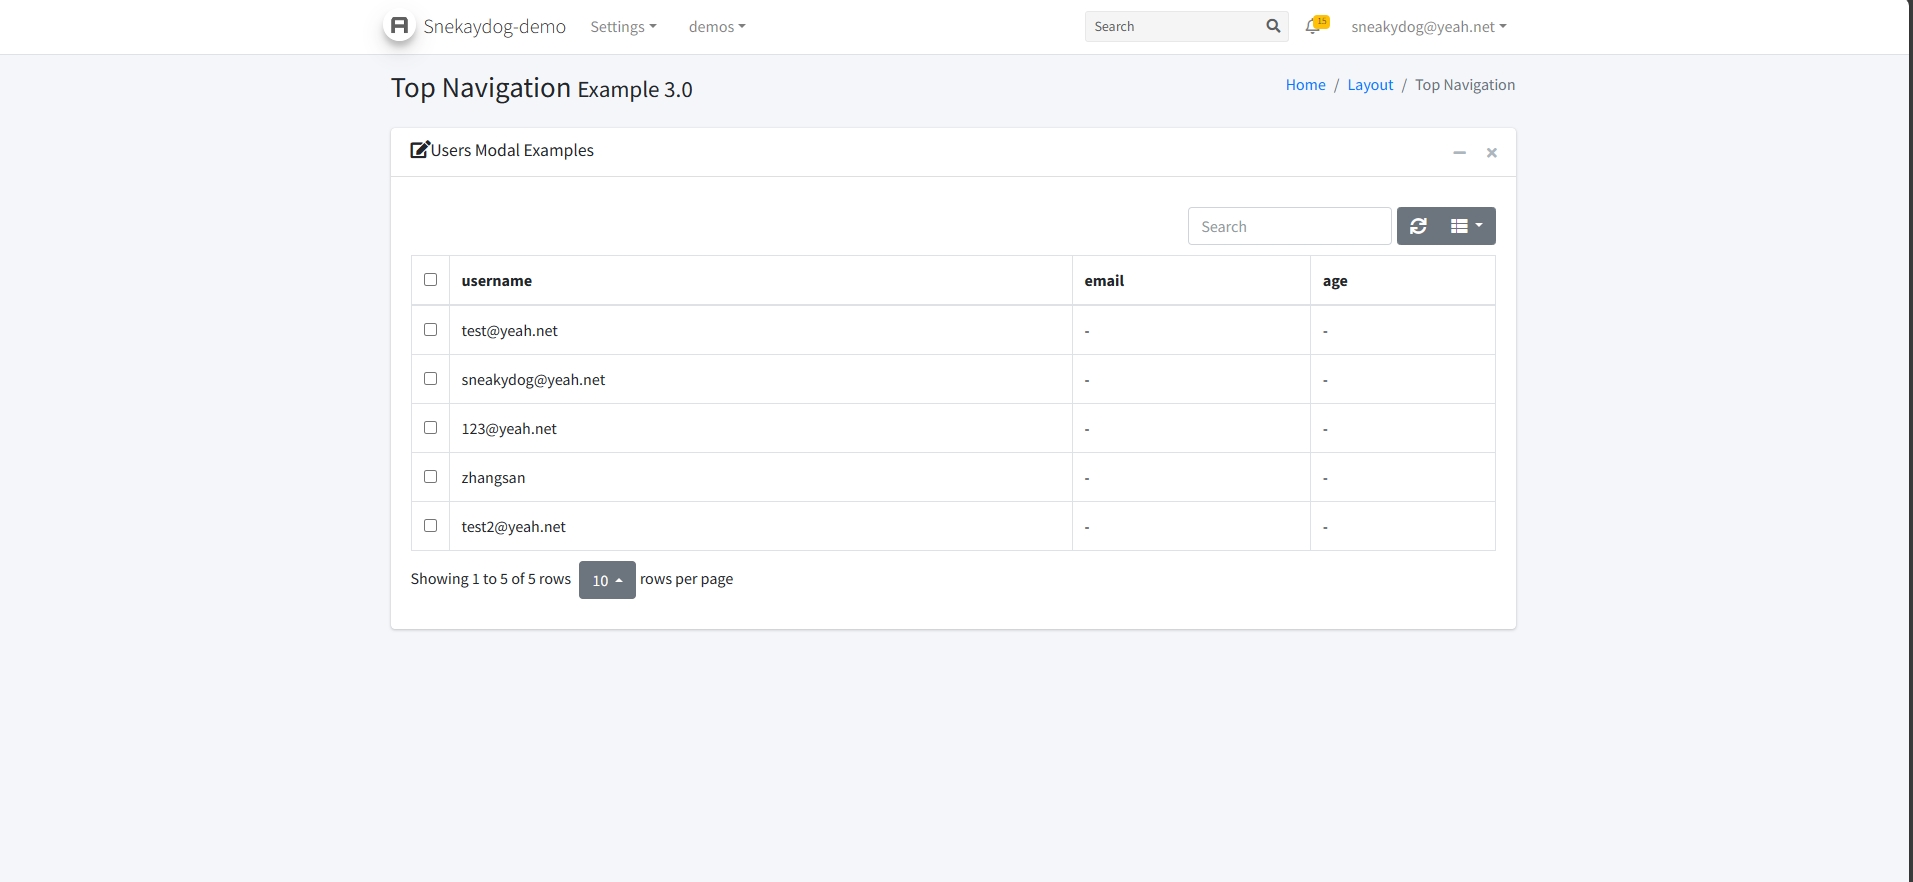 Snekaydog-demo Settings demos Search 15 sneakydog@yeah.net
Top Navigation Example 3.0 Home / Layout / Top Navigation
Users Modal Examples
Search
username email age
test@yeah.net - -
sneakydog@yeah.net - -
123@yeah.net - -
zhangsan - -
test2@yeah.net - -
Showing 1 to 5 of 5 rows 10 rows per page